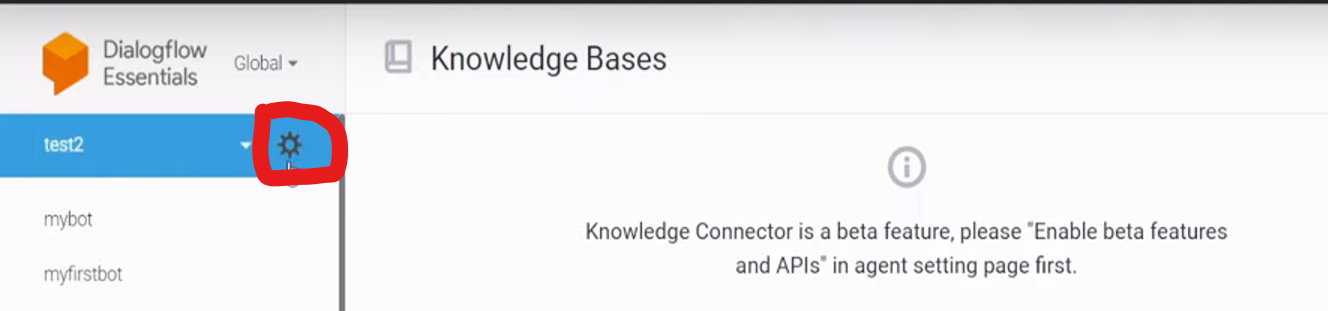 Dialogflow
Essentials
Global
Knowledge Bases
test2
mybot
myfirstbot
Knowledge Connector is a beta feature, please "Enable beta features
and APIs" in agent setting page first.